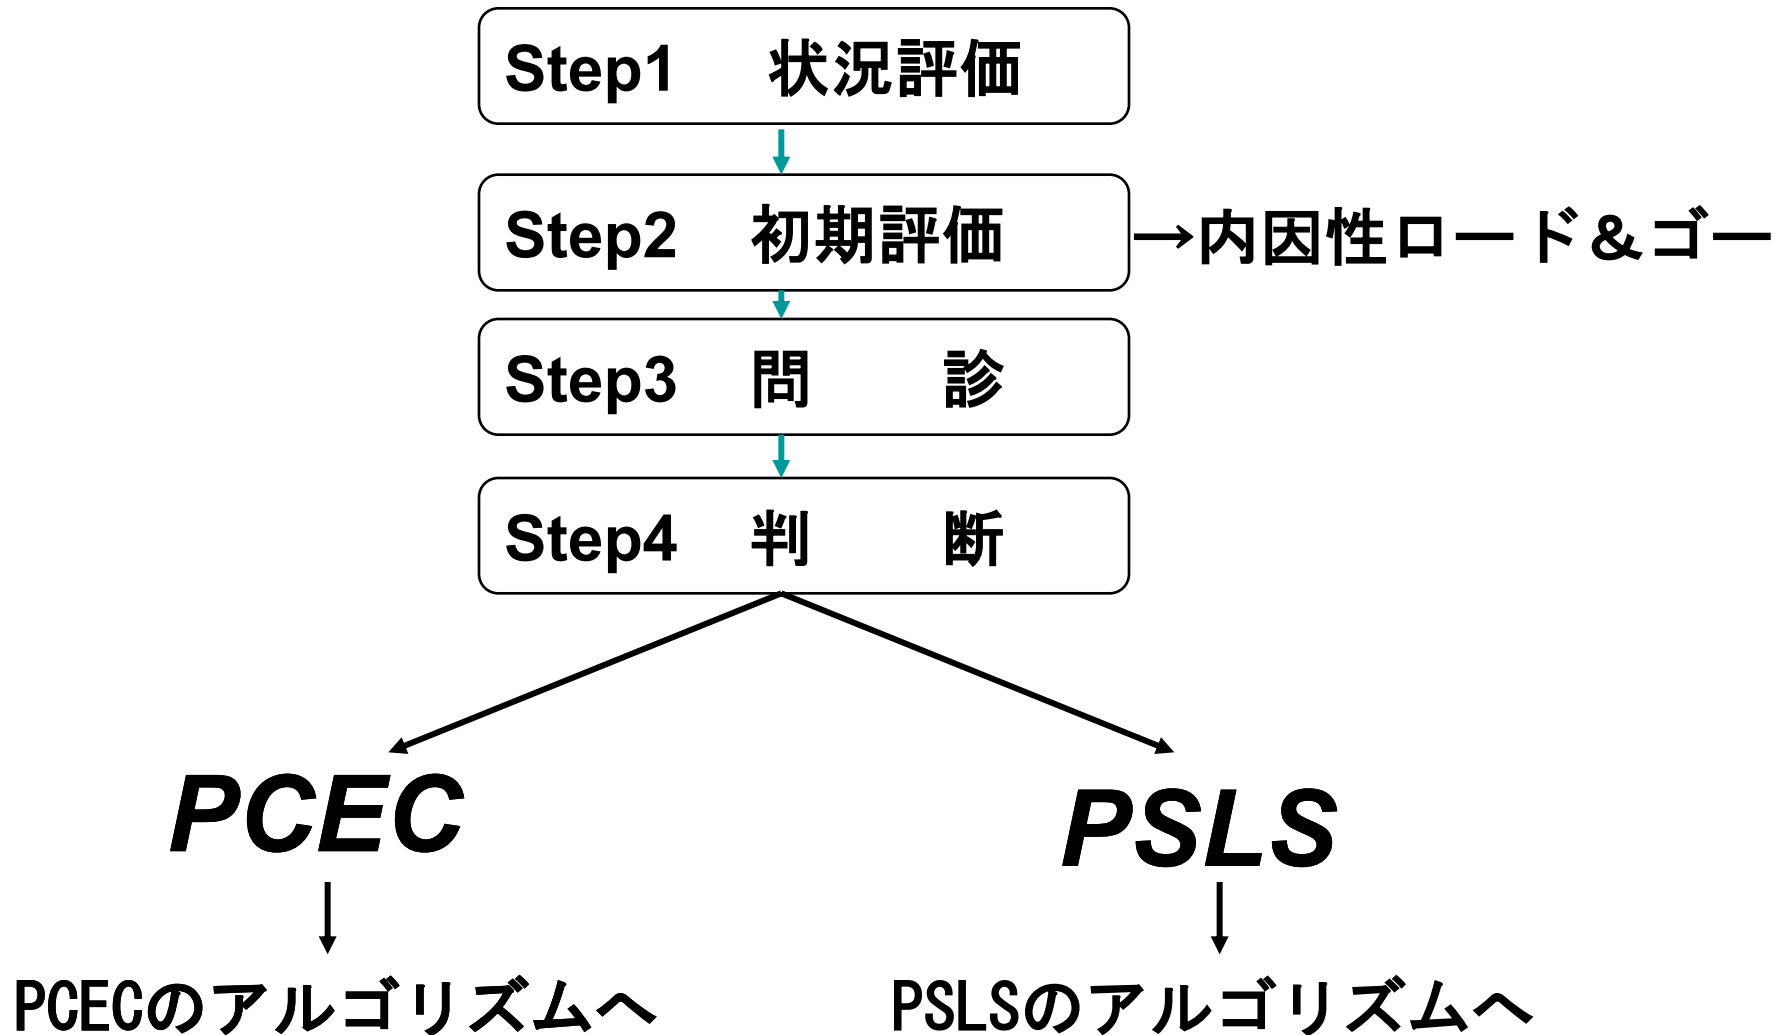 Step1 状況評価
Step2 初期評価 →内因性ロード＆ゴー
Step3 問 診
Step4 判 断
PCEC PSLS
PCECのアルゴリズムへ PSLSのアルゴリズムへ